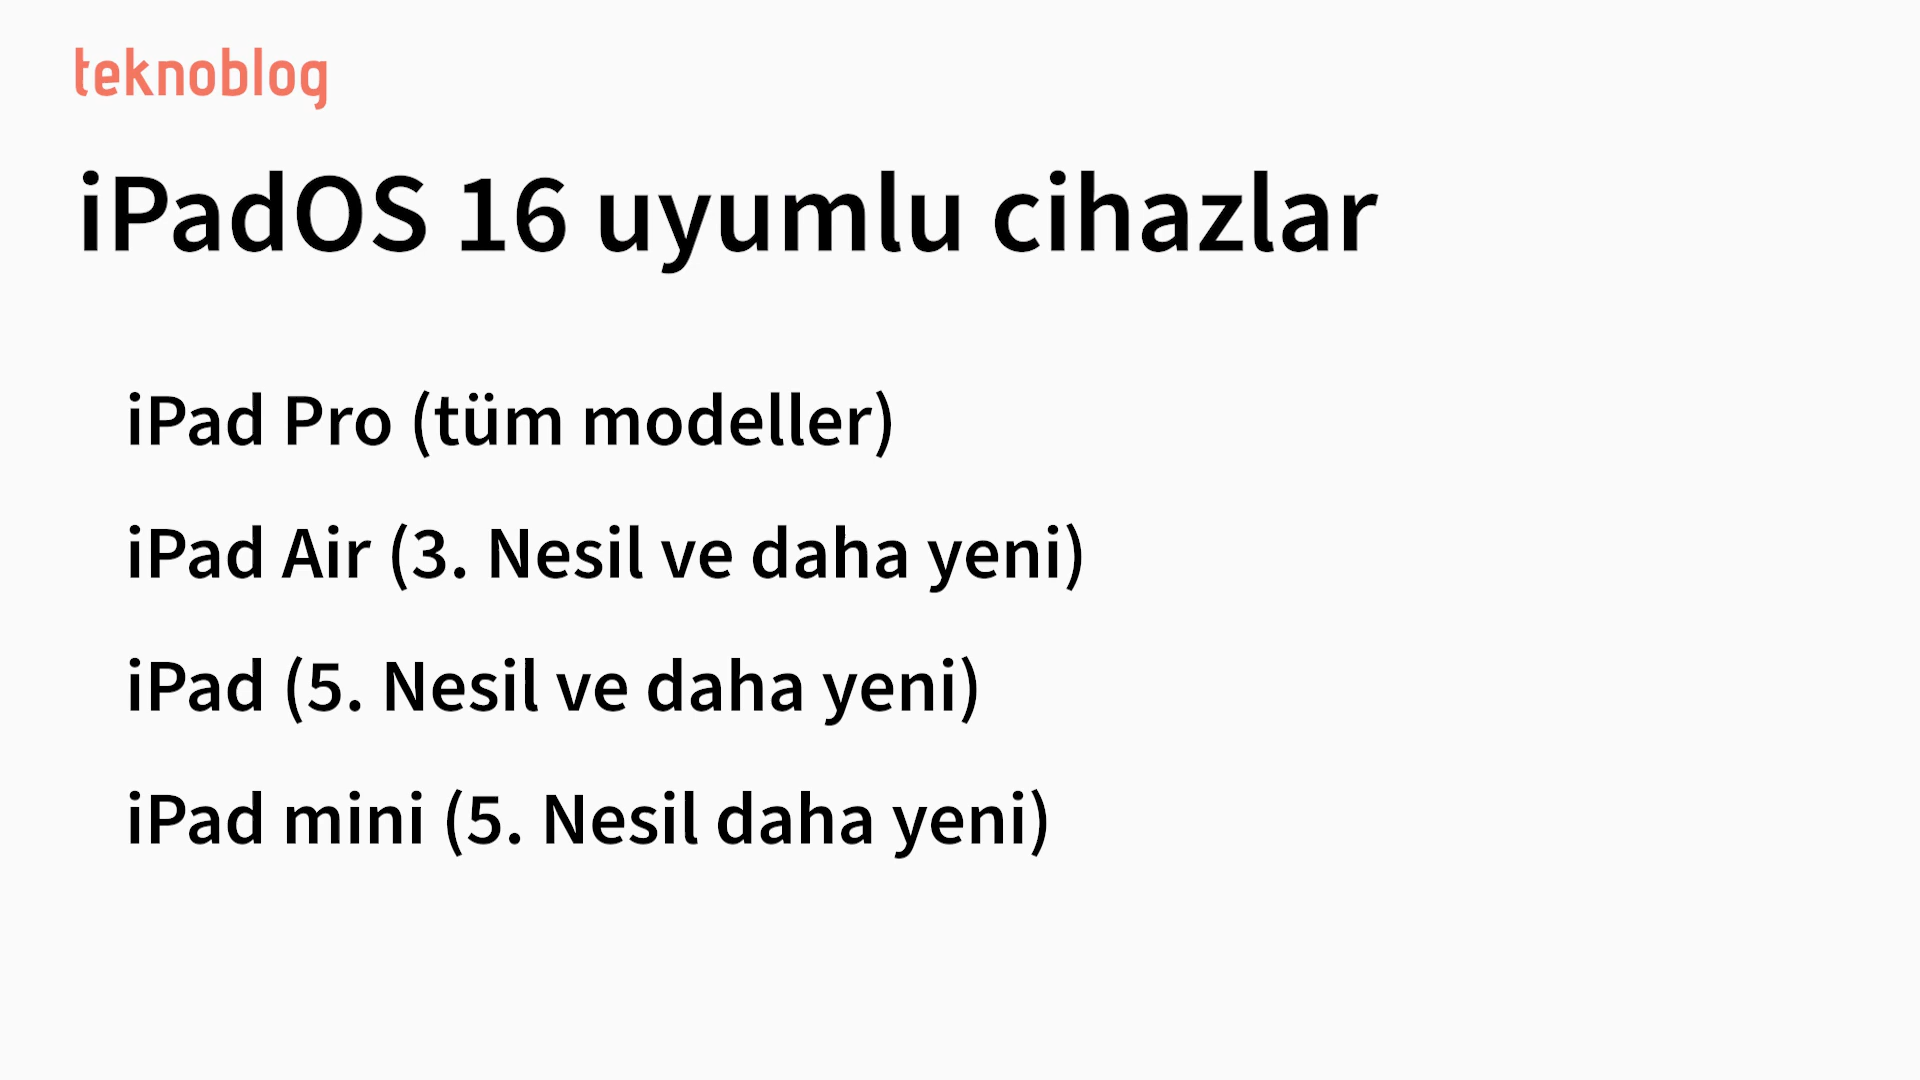 teknoblog
iPadOS 16 uyumlu cihazlar
iPad Pro (tüm modeller)
iPad Air (3. Nesil ve daha yeni)
iPad (5. Nesil ve daha yeni)
iPad mini (5. Nesil daha yeni)